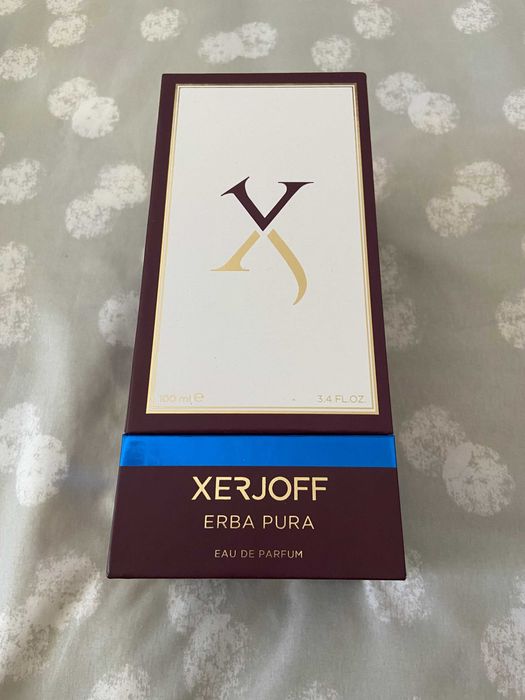 X
100 ml ℮ 3.4 FL.OZ.
XERJOFF
ERBA PURA
EAU DE PARFUM